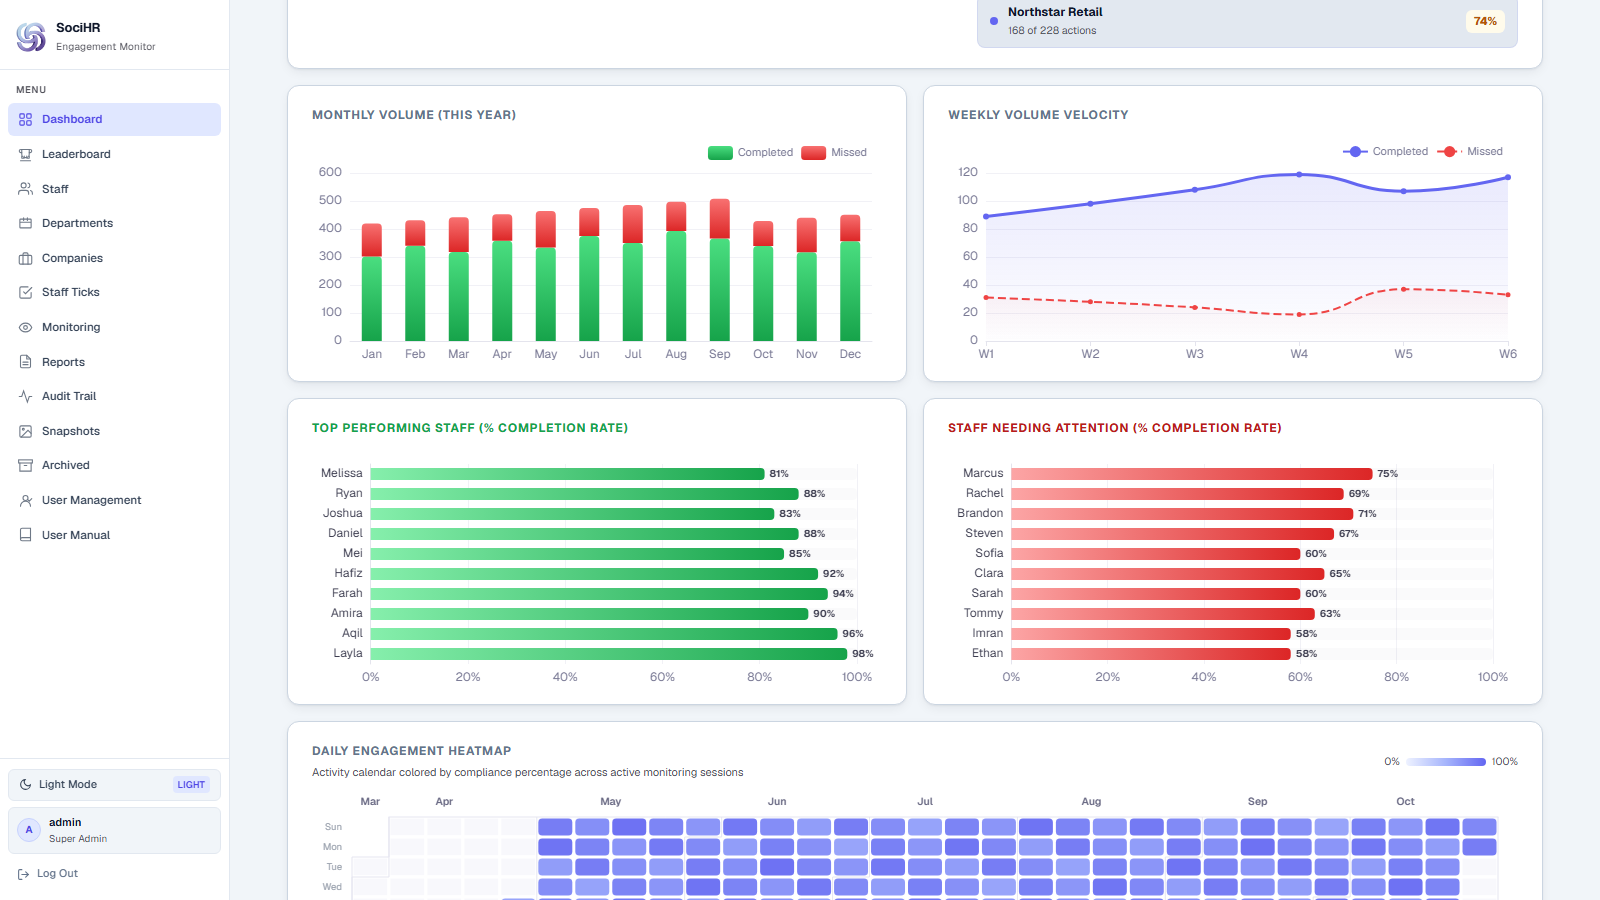 SociHR
Engagement Monitor
MENU
Dashboard
Leaderboard
Staff
Departments
Companies
Staff Ticks
Monitoring
Reports
Audit Trail
Snapshots
Archived
User Management
User Manual
Light Mode
LIGHT
A
admin
Super Admin
Log Out
Northstar Retail
168 of 228 actions
74%
MONTHLY VOLUME (THIS YEAR)
Completed Missed
600
500
400
300
200
100
0
Jan Feb Mar Apr May Jun Jul Aug Sep Oct Nov Dec
WEEKLY VOLUME VELOCITY
Completed Missed
120
100
80
60
40
20
0
W1 W2 W3 W4 W5 W6
TOP PERFORMING STAFF (% COMPLETION RATE)
Melissa 81%
Ryan 88%
Joshua 83%
Daniel 88%
Mei 85%
Hafiz 92%
Farah 94%
Amira 90%
Aqil 96%
Layla 98%
0% 20% 40% 60% 80% 100%
STAFF NEEDING ATTENTION (% COMPLETION RATE)
Marcus 75%
Rachel 69%
Brandon 71%
Steven 67%
Sofia 60%
Clara 65%
Sarah 60%
Tommy 63%
Imran 58%
Ethan 58%
0% 20% 40% 60% 80% 100%
DAILY ENGAGEMENT HEATMAP
Activity calendar colored by compliance percentage across active monitoring sessions
0% 100%
Mar Apr May Jun Jul Aug Sep Oct
Sun
Mon
Tue
Wed